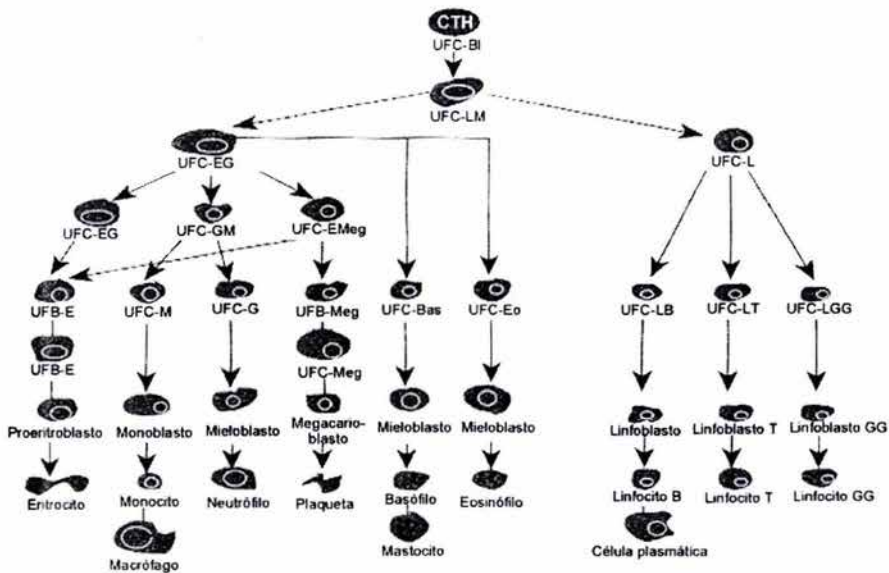 CTH
UFC-BI
UFC-LM
UFC-EG
UFC-L
UFC-EG
UFC-GM
UFC-EMeg
UFB-E
UFC-M
UFC-G
UFB-Meg
UFC-Bas
UFC-Eo
UFC-LB
UFC-LT
UFC-LGG
UFB-E
UFC-Meg
Proeritroblasto
Monoblasto
Mieloblasto
Megacario-
blasto
Mieloblasto
Mieloblasto
Linfoblasto
Linfoblasto T
Linfoblasto GG
Eritrocito
Monocito
Neutrófilo
Plaqueta
Basófilo
Eosinófilo
Linfocito B
Linfocito T
Linfocito GG
Macrófago
Mastocito
Célula plasmática